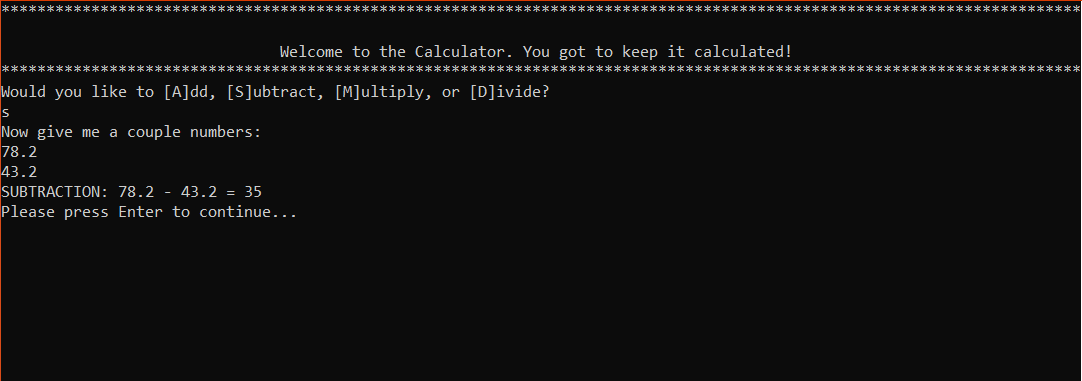 ************************************************************************************************************************
Welcome to the Calculator. You got to keep it calculated!
************************************************************************************************************************
Would you like to [A]dd, [S]ubtract, [M]ultiply, or [D]ivide?
s
Now give me a couple numbers:
78.2
43.2
SUBTRACTION: 78.2 - 43.2 = 35
Please press Enter to continue...